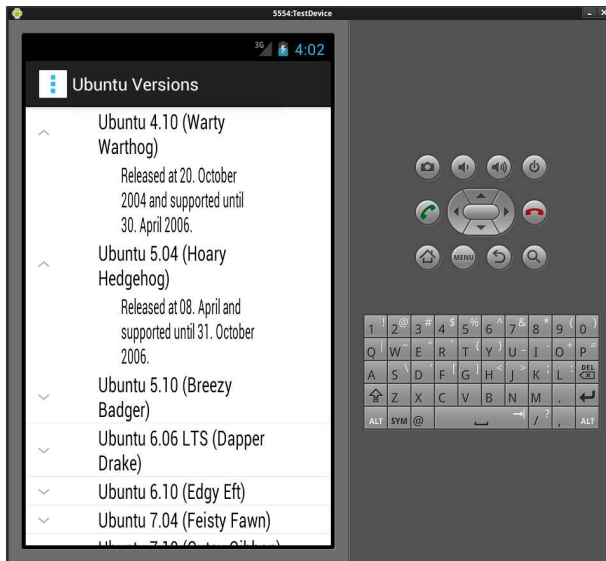 5554:TestDevice
3G 4:02
Ubuntu Versions
Ubuntu 4.10 (Warty
Warthog)
Released at 20. October
2004 and supported until
30. April 2006.
Ubuntu 5.04 (Hoary
Hedgehog)
Released at 08. April and
supported until 31. October
2006.
Ubuntu 5.10 (Breezy
Badger)
Ubuntu 6.06 LTS (Dapper
Drake)
Ubuntu 6.10 (Edgy Eft)
Ubuntu 7.04 (Feisty Fawn)
MENU
1 ! 2 @ 3 # 4 $ 5 % 6 ^ 7 & 8 * 9 ( 0 )
Q | W ~ E " R ` T { Y } U _ I - O + P =
A S \ D ' F [ G ] H < J > K ; L : DEL
Z X C V B N M .
ALT SYM @ / ? , ALT